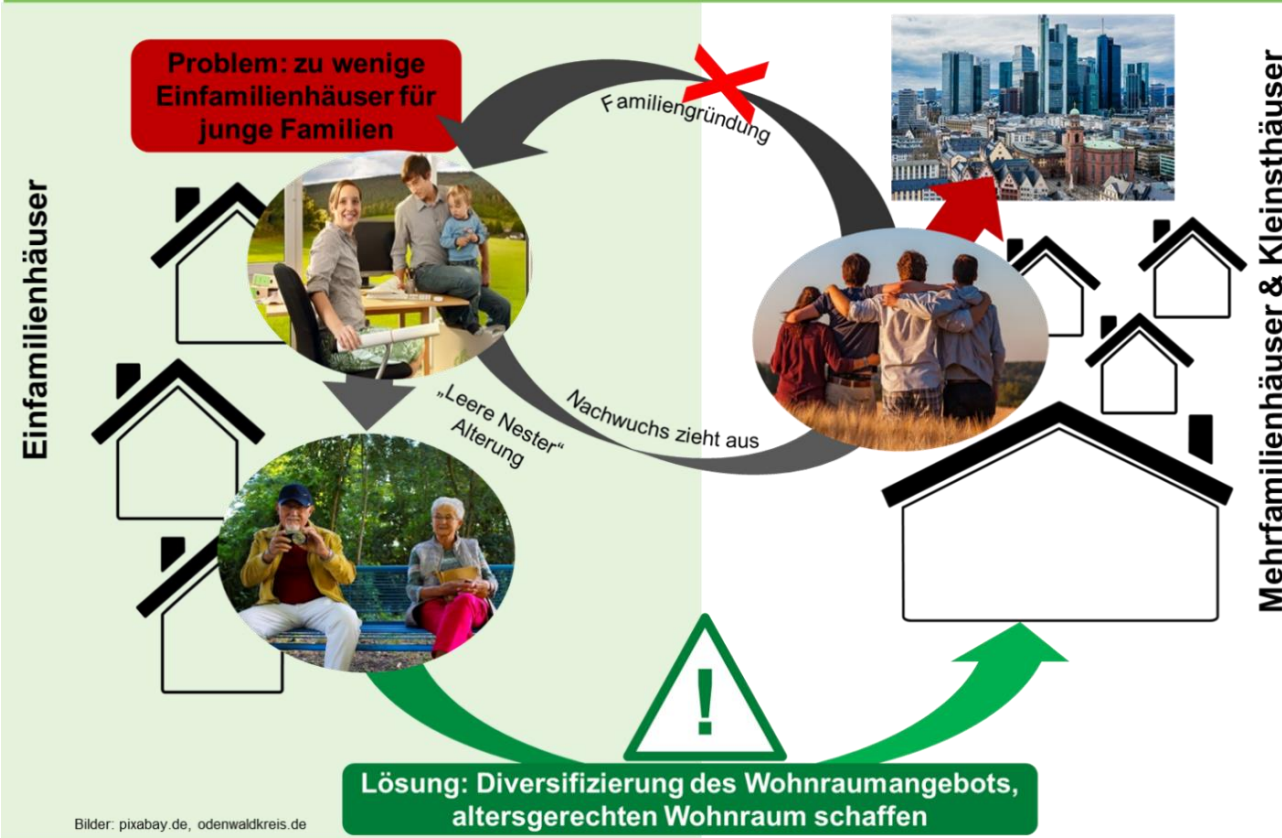 Problem: zu wenige
Einfamilienhäuser für
junge Familien
Familiengründung
Einfamilienhäuser
Mehrfamilienhäuser & Kleinsthäuser
„Leere Nester“
Alterung
Nachwuchs zieht aus
!
Lösung: Diversifizierung des Wohnraumangebots,
altersgerechten Wohnraum schaffen
Bilder: pixabay.de, odenwaldkreis.de